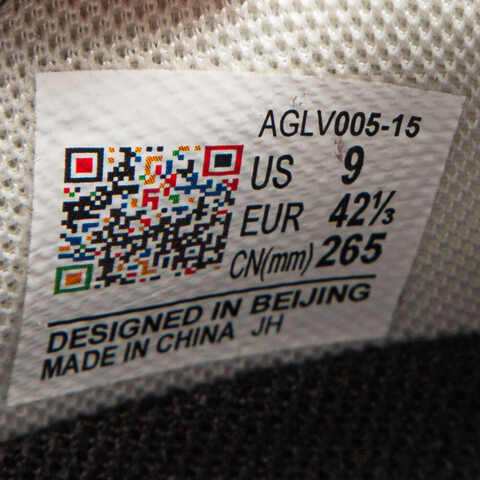 AGLV005-15
US 9
EUR 42⅓
CN(mm) 265
DESIGNED IN BEIJING
MADE IN CHINA JH